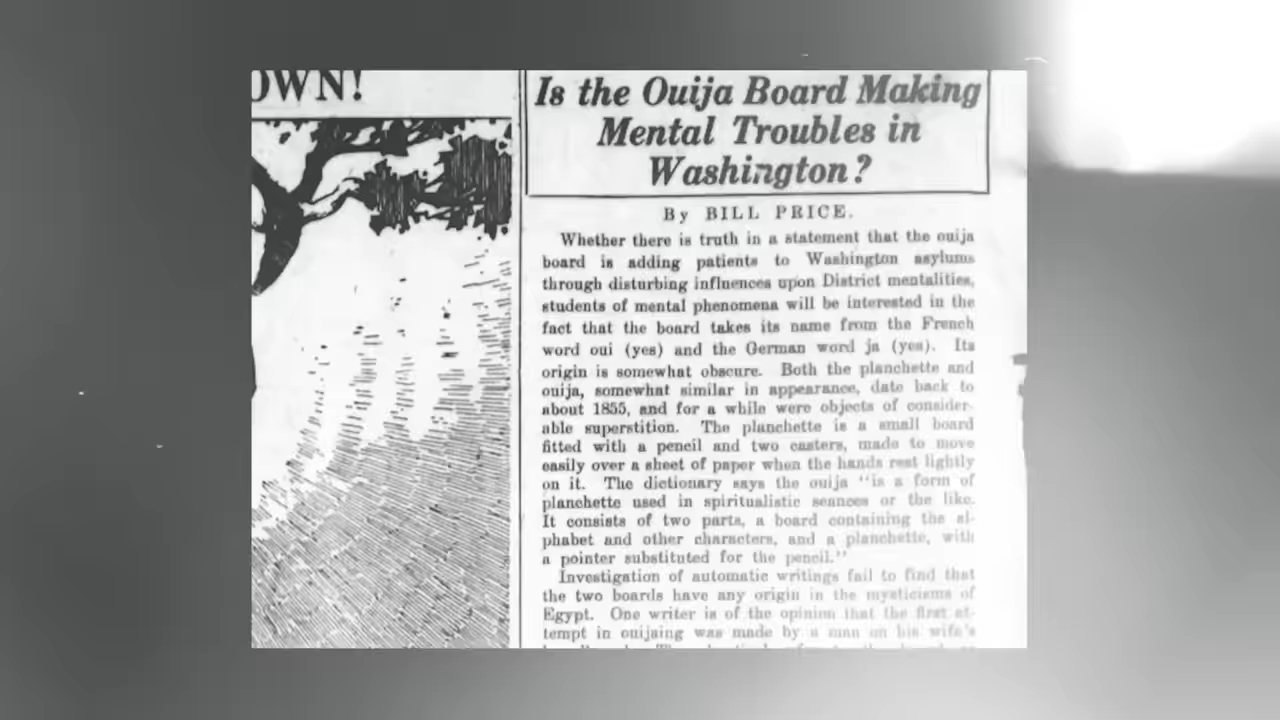 OWN!
Is the Ouija Board Making
Mental Troubles in
Washington?
By BILL PRICE.
Whether there is truth in a statement that the ouija
board is adding patients to Washington asylums
through disturbing influences upon District mentalities,
students of mental phenomena will be interested in the
fact that the board takes its name from the French
word oui (yes) and the German word ja (yes). Its
origin is somewhat obscure. Both the planchette and
ouija, somewhat similar in appearance, date back to
about 1855, and for a while were objects of consider-
able superstition. The planchette is a small board
fitted with a pencil and two casters, made to move
easily over a sheet of paper when the hands rest lightly
on it. The dictionary says the ouija "is a form of
planchette used in spiritualistic seances or the like.
It consists of two parts, a board containing the al-
phabet and other characters, and a planchette, with
a pointer substituted for the pencil."
Investigation of automatic writings fail to find that
the two boards have any origin in the mysticisms of
Egypt. One writer is of the opinion that the first at-
tempt in ouijaing was made by a man on his wife's